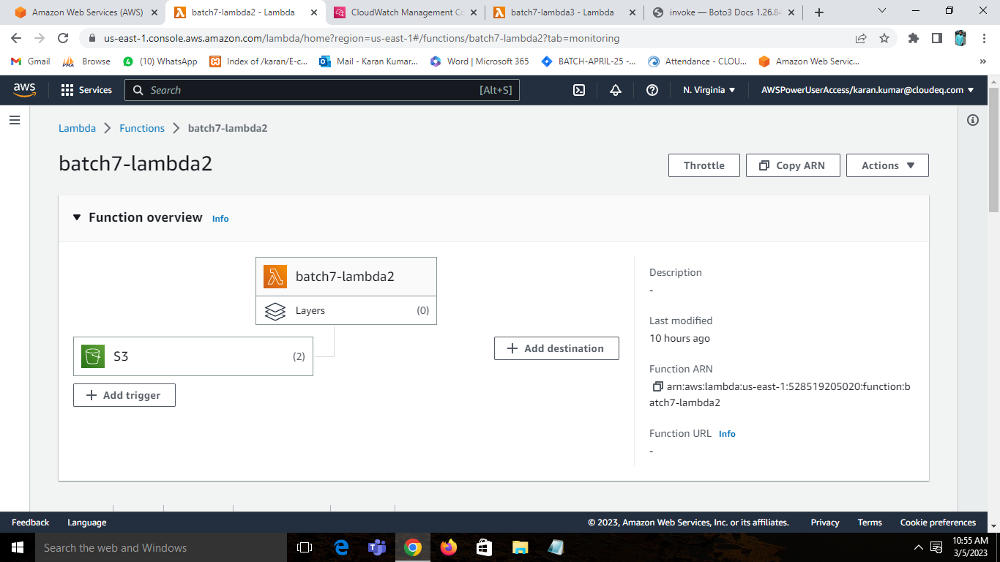 Amazon Web Services (AWS)
batch7-lambda2 - Lambda
CloudWatch Management Co
batch7-lambda3 - Lambda
invoke — Boto3 Docs 1.26.84
us-east-1.console.aws.amazon.com/lambda/home?region=us-east-1#/functions/batch7-lambda2?tab=monitoring
Gmail
Browse
(10) WhatsApp
Index of /karan/E-c...
Mail - Karan Kumar...
Word | Microsoft 365
BATCH-APRIL-25 -...
Attendance - CLOU...
Amazon Web Servic...
aws
Services
Search
[Alt+S]
N. Virginia
AWSPowerUserAccess/karan.kumar@cloudeq.com
Lambda
Functions
batch7-lambda2
batch7-lambda2
Throttle
Copy ARN
Actions
Function overview Info
batch7-lambda2
Layers (0)
S3 (2)
Add trigger
Add destination
Description
-
Last modified
10 hours ago
Function ARN
arn:aws:lambda:us-east-1:528519205020:function:b
atch7-lambda2
Function URL Info
-
Feedback
Language
© 2023, Amazon Web Services, Inc. or its affiliates.
Privacy
Terms
Cookie preferences
Search the web and Windows
10:55 AM
3/5/2023